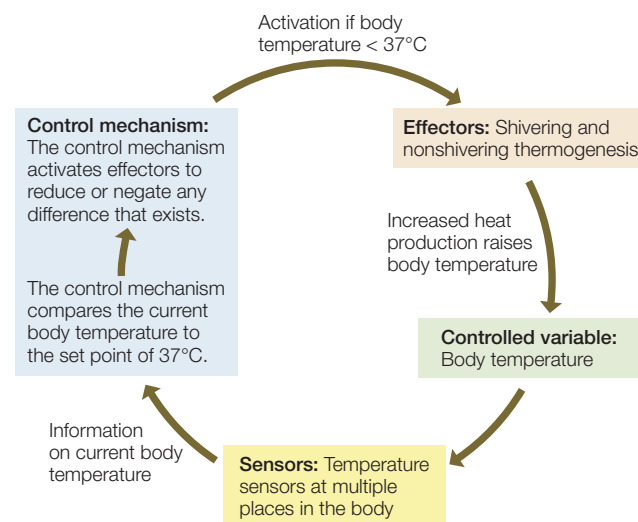 Activation if body
temperature < 37°C
Control mechanism:
The control mechanism
activates effectors to
reduce or negate any
difference that exists.
The control mechanism
compares the current
body temperature to
the set point of 37°C.
Effectors: Shivering and
nonshivering thermogenesis
Increased heat
production raises
body temperature
Controlled variable:
Body temperature
Sensors: Temperature
sensors at multiple
places in the body
Information
on current body
temperature